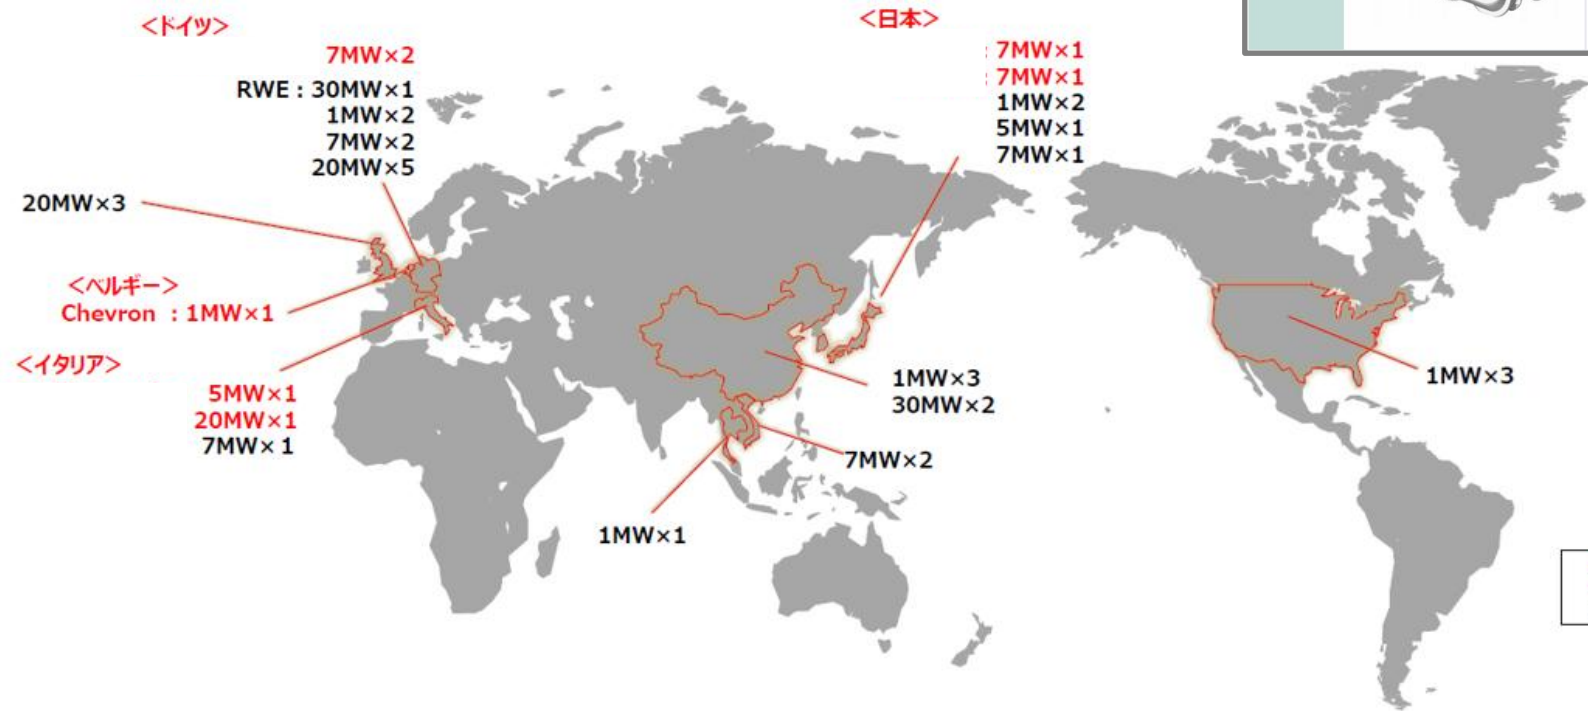 <ドイツ>
7MW×2
RWE : 30MW×1
1MW×2
7MW×2
20MW×5
<日本>
: 7MW×1
: 7MW×1
1MW×2
5MW×1
7MW×1
20MW×3
<ベルギー>
Chevron : 1MW×1
<イタリア>
5MW×1
20MW×1
7MW×1
1MW×3
30MW×2
7MW×2
1MW×1
1MW×3